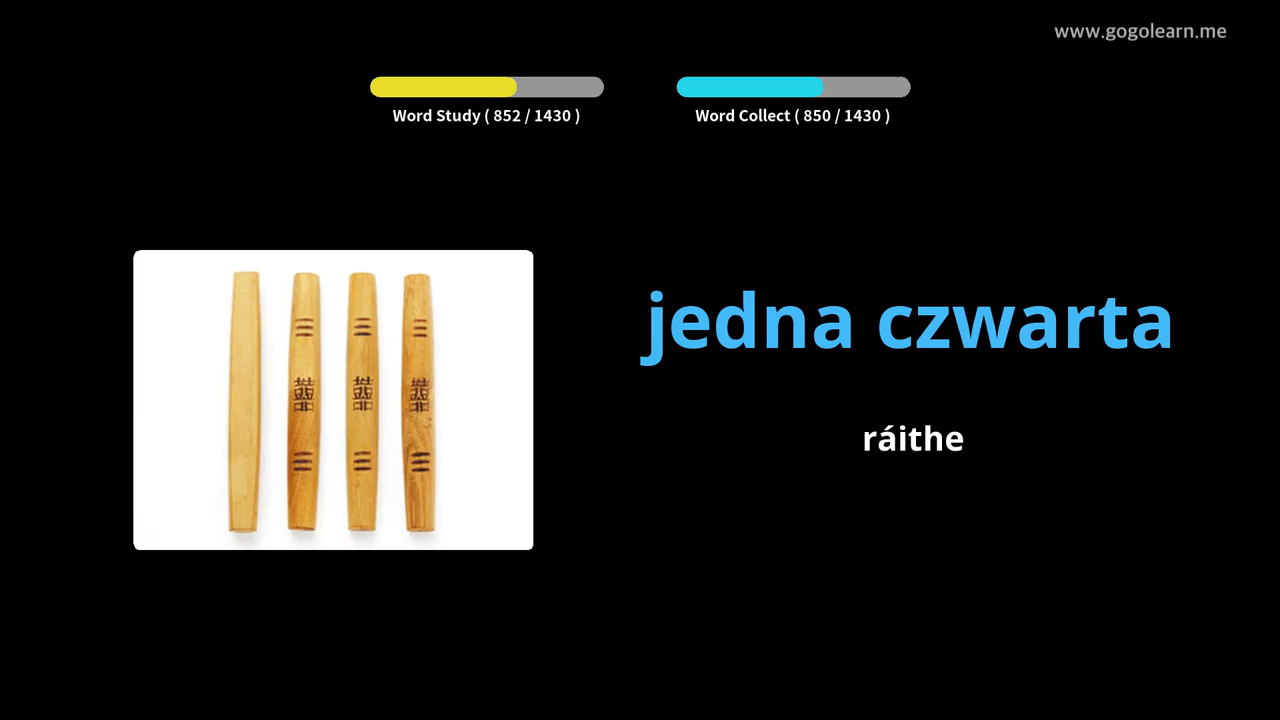 www.gogolearn.me
Word Study ( 852 / 1430 )
Word Collect ( 850 / 1430 )
jedna czwarta
ráithe